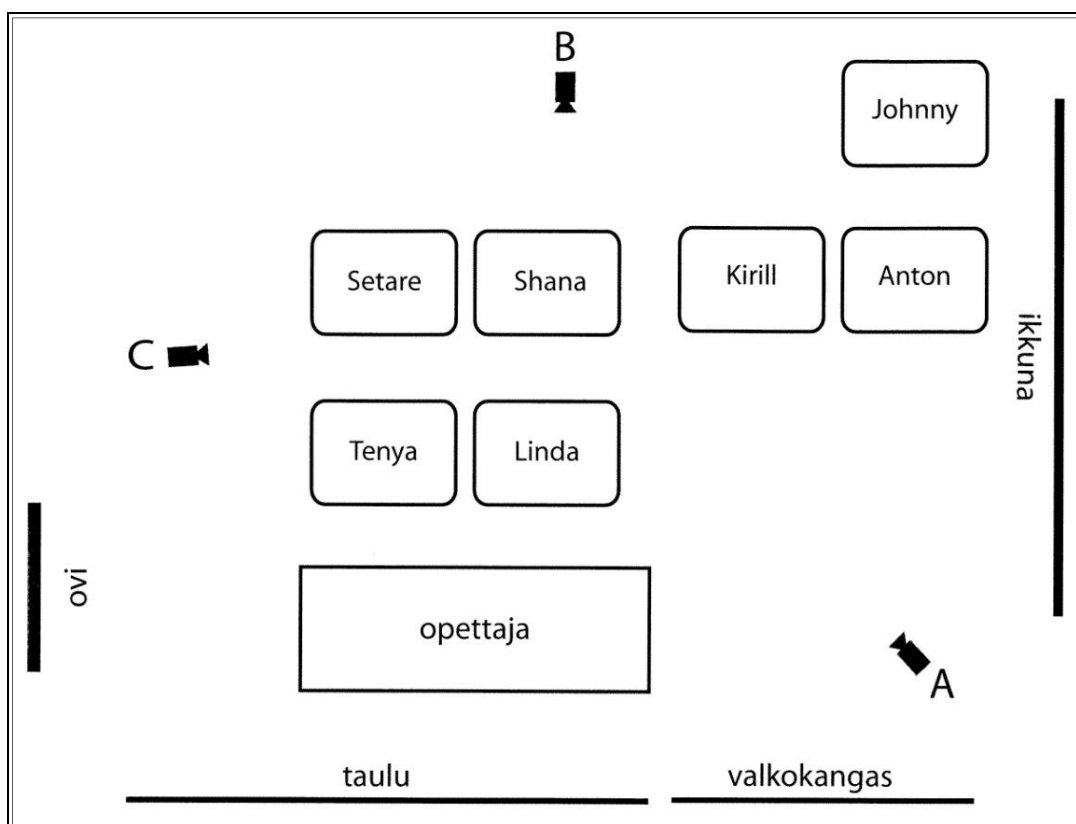 B
Johnny
Setare
Shana
Kirill
Anton
ikkuna
C
Tenya
Linda
ovi
opettaja
A
taulu
valkokangas